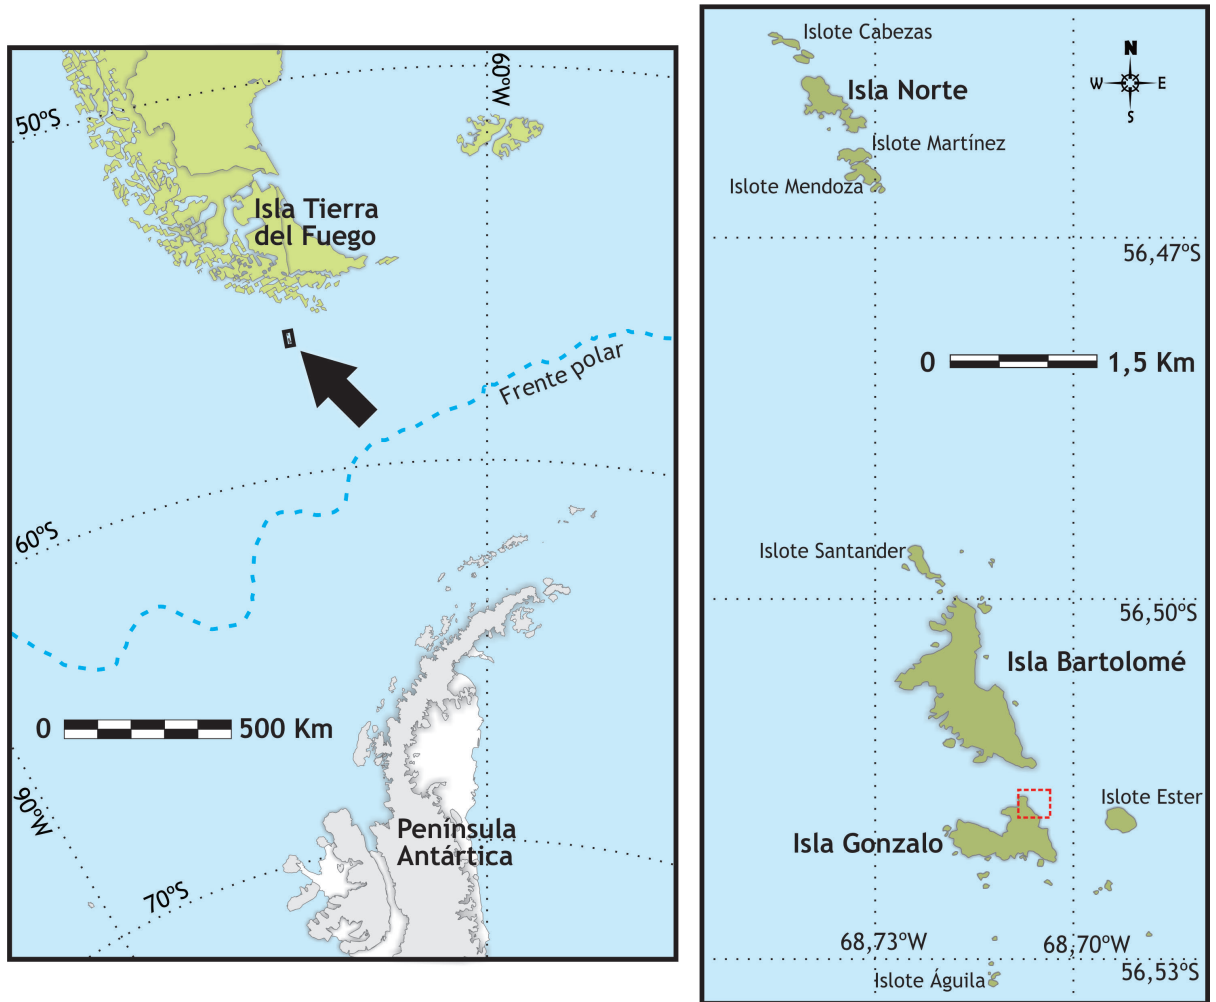 50ºS
60ºW
Isla Tierra
del Fuego
Frente polar
60ºS
0
500 Km
90ºW
Península
Antártica
70ºS
Islote Cabezas
N
W
E
S
Isla Norte
Islote Martínez
Islote Mendoza
56,47ºS
0
1,5 Km
Islote Santander
56,50ºS
Isla Bartolomé
Islote Ester
Isla Gonzalo
68,73ºW
68,70ºW
56,53ºS
Islote Águila